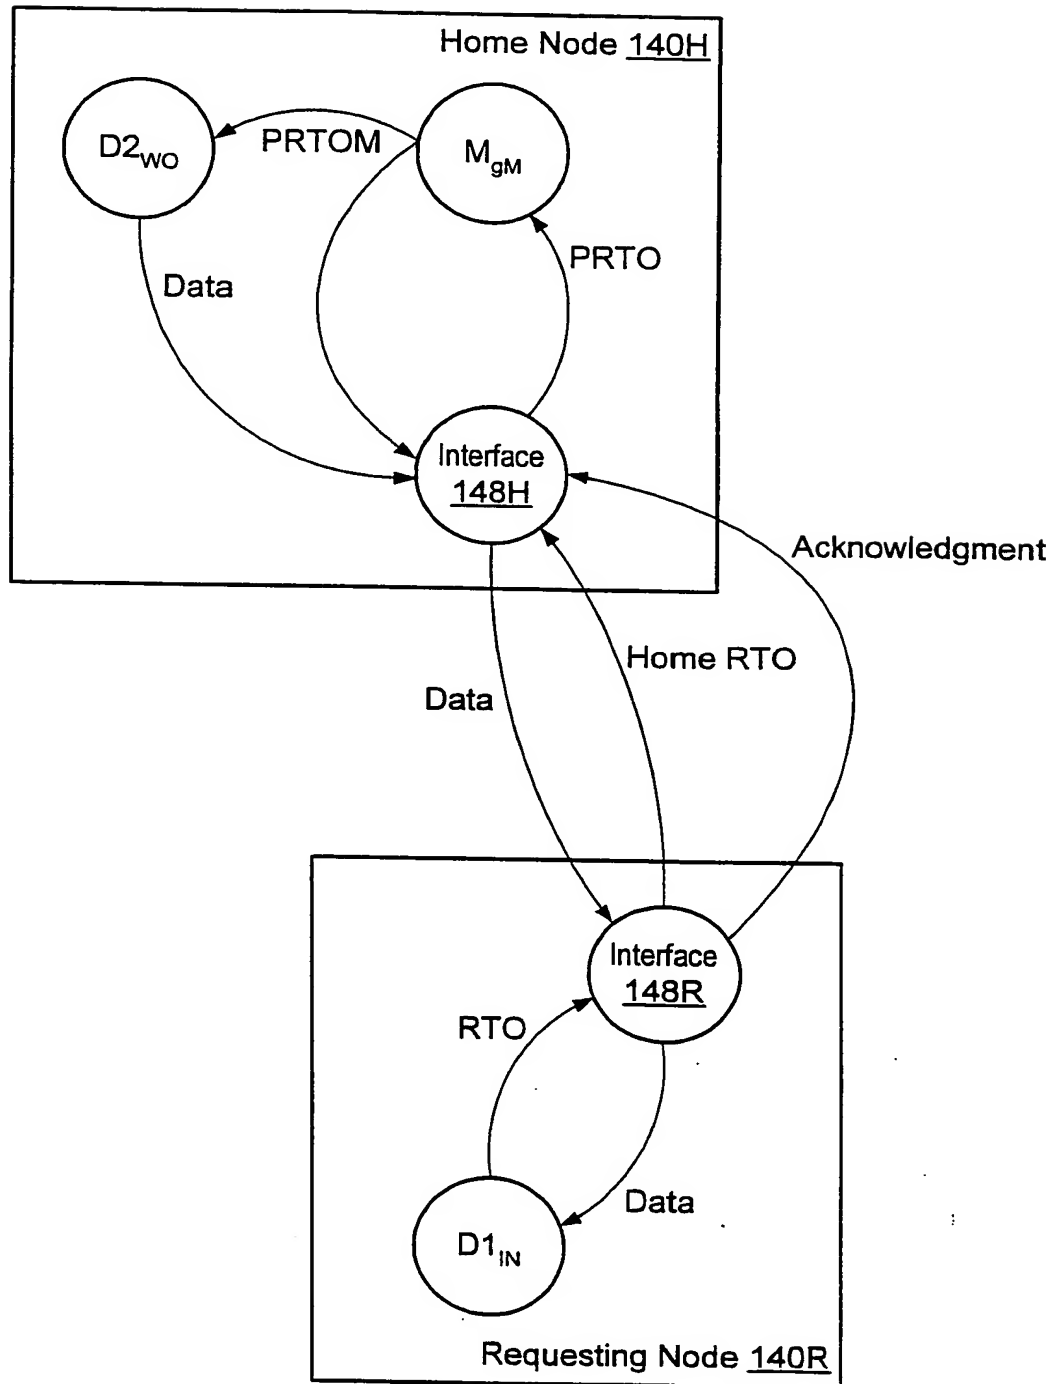 Home Node 140H
D2WO
PRTOM
MgM
PRTO
Data
Interface
148H
Acknowledgment
Home RTO
Data
Interface
148R
RTO
Data
D1IN
Requesting Node 140R